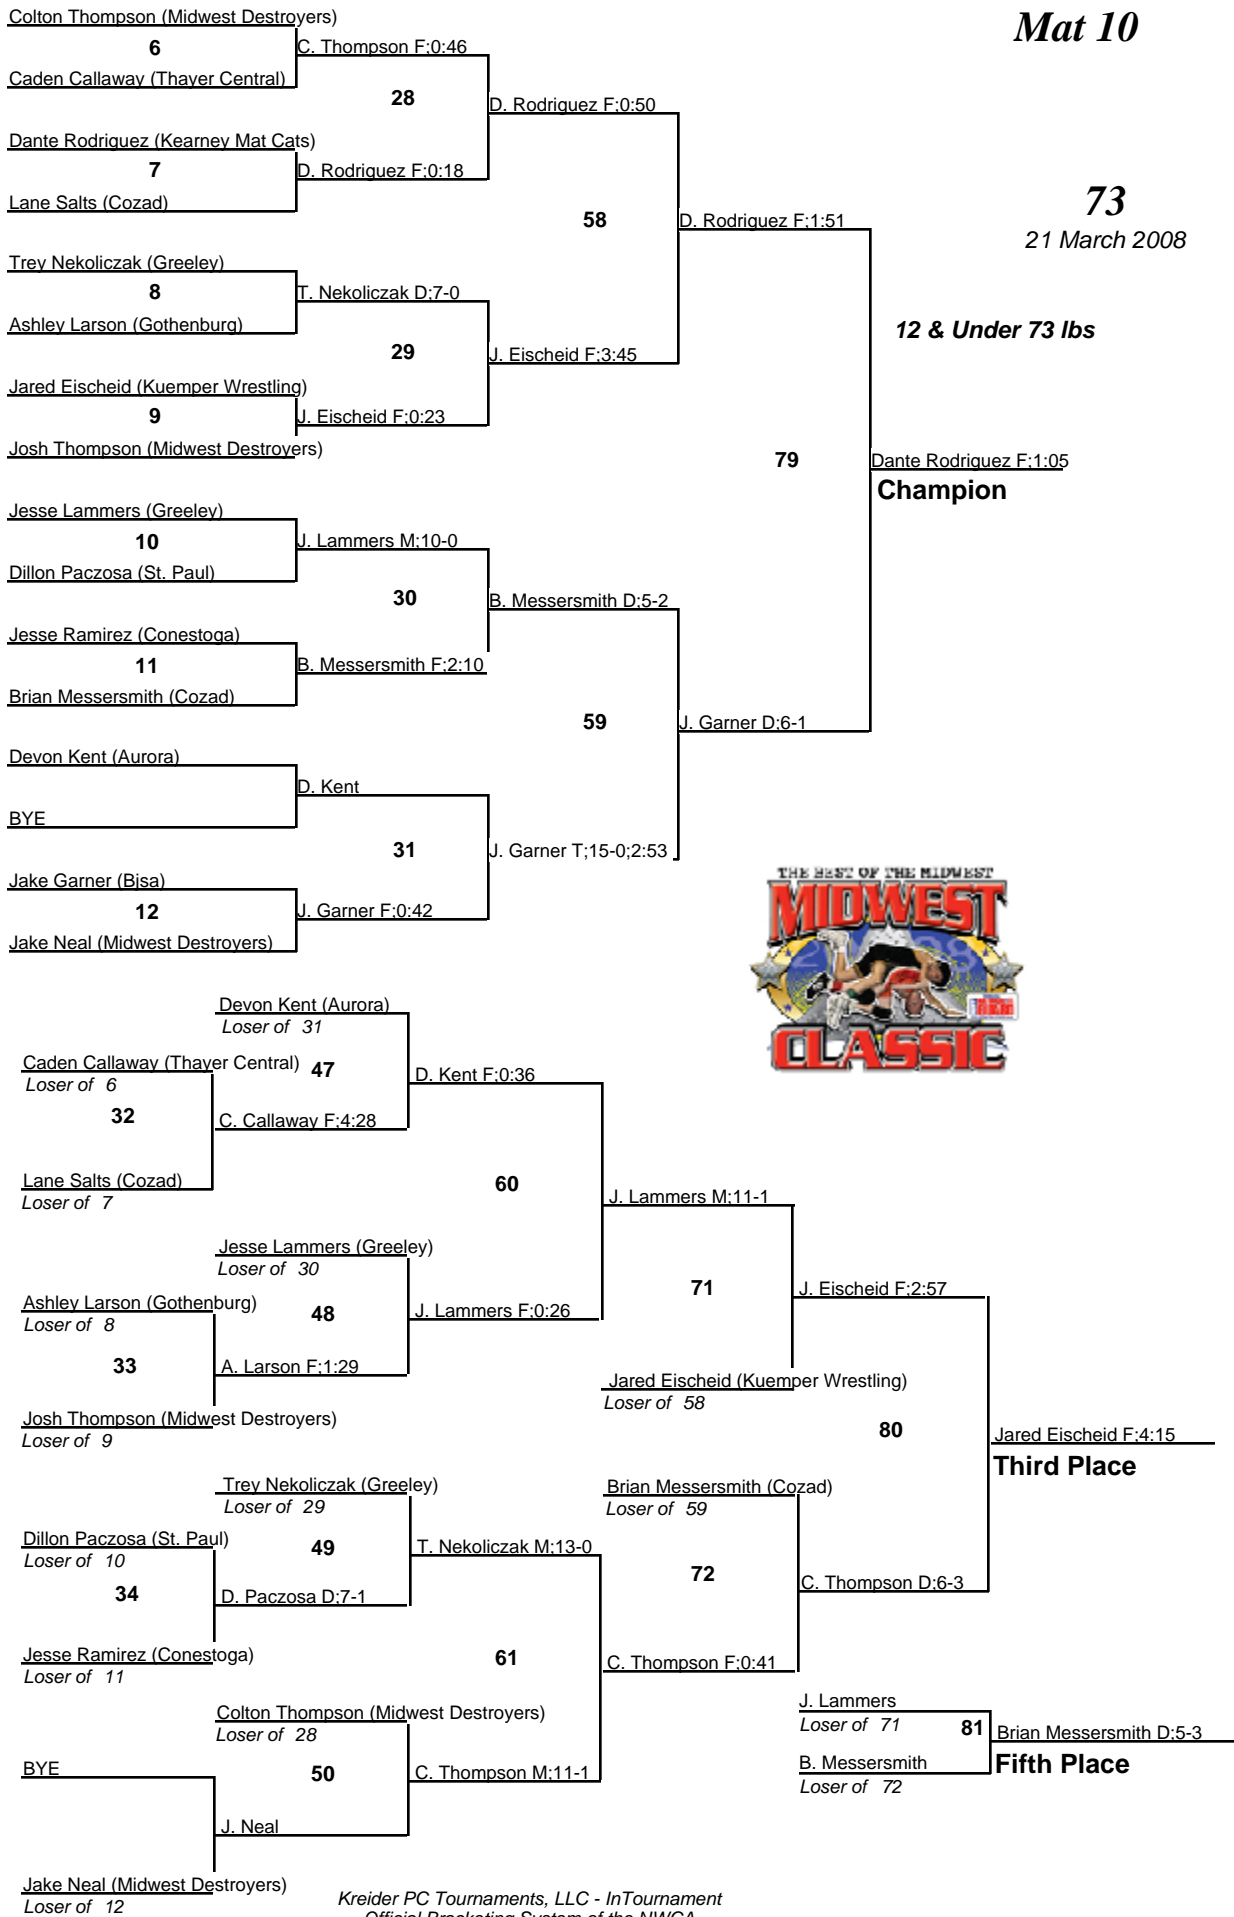 Colton Thompson (Midwest Destroyers)
Mat 10
6
C. Thompson F;0:46
Caden Callaway (Thayer Central)
28
D. Rodriguez F;0:50
Dante Rodriguez (Kearney Mat Cats)
7
D. Rodriguez F;0:18
Lane Salts (Cozad)
73
58
D. Rodriguez F;1:51
21 March 2008
Trey Nekoliczak (Greeley)
8
T. Nekoliczak D;7-0
Ashley Larson (Gothenburg)
12 & Under 73 lbs
29
J. Eischeid F;3:45
Jared Eischeid (Kuemper Wrestling)
9
J. Eischeid F;0:23
Josh Thompson (Midwest Destroyers)
79
Dante Rodriguez F;1:05
Champion
Jesse Lammers (Greeley)
10
J. Lammers M;10-0
Dillon Paczosa (St. Paul)
30
B. Messersmith D;5-2
Jesse Ramirez (Conestoga)
11
B. Messersmith F;2:10
Brian Messersmith (Cozad)
59
J. Garner D;6-1
Devon Kent (Aurora)
D. Kent
BYE
31
J. Garner T;15-0;2:53
Jake Garner (Bjsa)
12
J. Garner F;0:42
Jake Neal (Midwest Destroyers)
THE BEST OF THE MIDWEST
MIDWEST
CLASSIC
Devon Kent (Aurora)
Loser of 31
Caden Callaway (Thayer Central)
47
D. Kent F;0:36
Loser of 6
32
C. Callaway F;4:28
Lane Salts (Cozad)
60
Loser of 7
J. Lammers M;11-1
Jesse Lammers (Greeley)
Loser of 30
71
J. Eischeid F;2:57
Ashley Larson (Gothenburg)
48
J. Lammers F;0:26
Loser of 8
33
A. Larson F;1:29
Jared Eischeid (Kuemper Wrestling)
Loser of 58
Josh Thompson (Midwest Destroyers)
Loser of 9
80
Jared Eischeid F;4:15
Third Place
Trey Nekoliczak (Greeley)
Loser of 29
Brian Messersmith (Cozad)
Loser of 59
Dillon Paczosa (St. Paul)
49
T. Nekoliczak M;13-0
Loser of 10
72
C. Thompson D;6-3
34
D. Paczosa D;7-1
Jesse Ramirez (Conestoga)
61
C. Thompson F;0:41
Loser of 11
Colton Thompson (Midwest Destroyers)
Loser of 28
J. Lammers
Loser of 71
81
Brian Messersmith D;5-3
Fifth Place
B. Messersmith
Loser of 72
BYE
50
C. Thompson M;11-1
J. Neal
Jake Neal (Midwest Destroyers)
Loser of 12
Kreider PC Tournaments, LLC - InTournament
Official Bracketing System of the NWCA